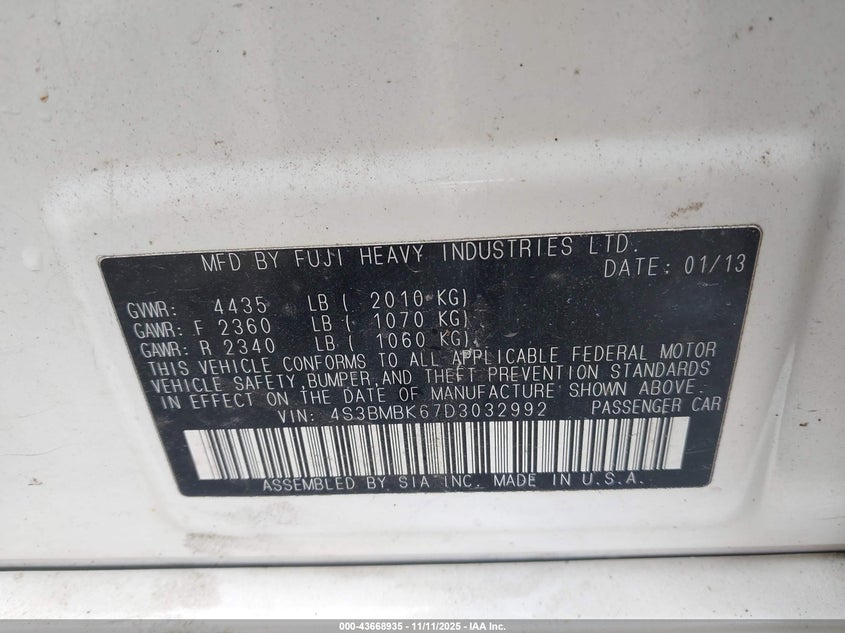 MFD BY FUJI HEAVY INDUSTRIES LTD.
DATE: 01/13
GVWR: 4435 LB ( 2010 KG)
GAWR: F 2360 LB ( 1070 KG)
GAWR: R 2340 LB ( 1060 KG)
THIS VEHICLE CONFORMS TO ALL APPLICABLE FEDERAL MOTOR
VEHICLE SAFETY,BUMPER,AND THEFT PREVENTION STANDARDS
IN EFFECT ON THE DATE OF MANUFACTURE SHOWN ABOVE.
VIN: 4S3BMBK67D3032992 PASSENGER CAR
ASSEMBLED BY SIA INC. MADE IN U.S.A.
000-43668935 - 11/11/2025 - IAA Inc.